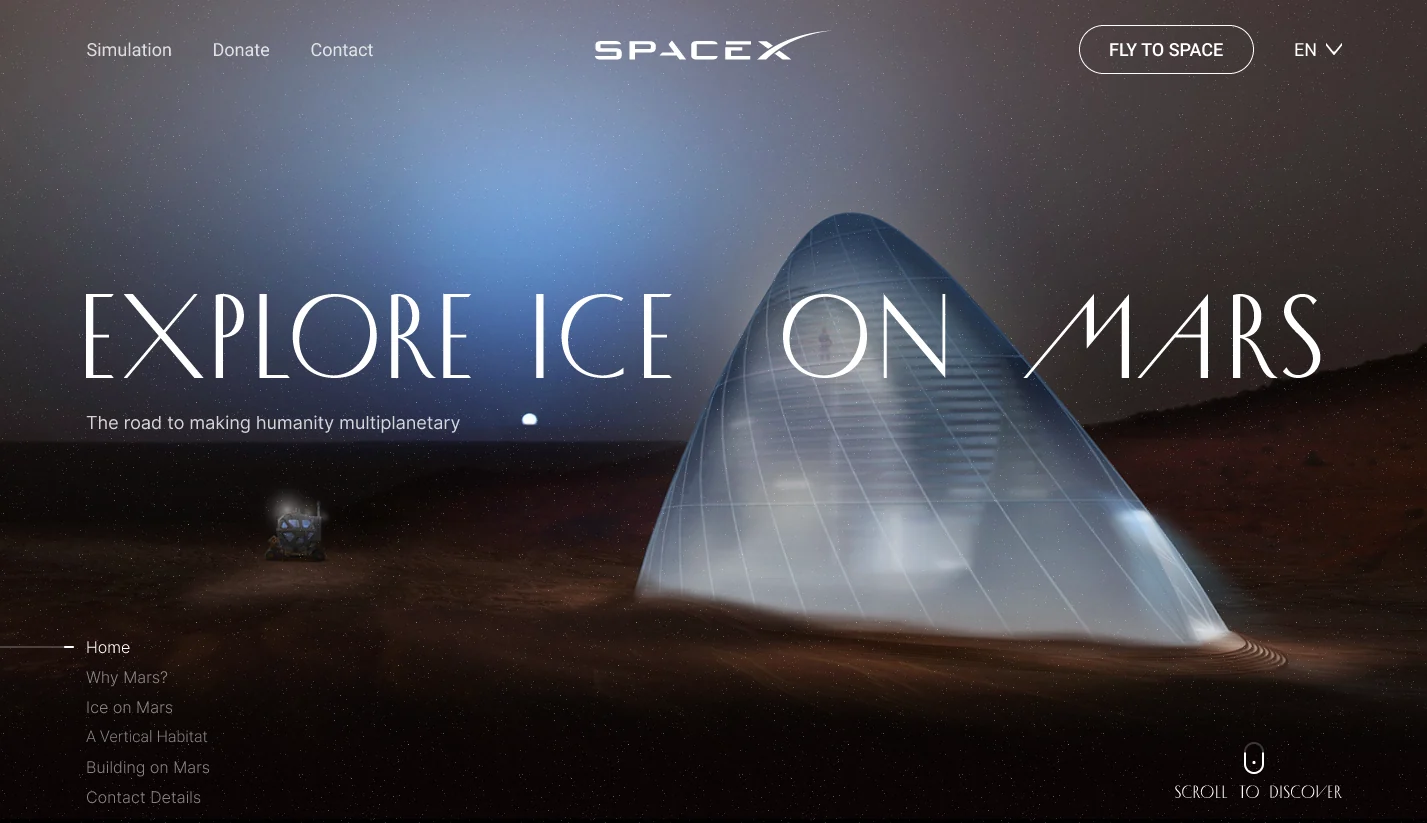 Simulation
Donate
Contact
SPACEX
FLY TO SPACE
EN
EXPLORE ICE ON MARS
The road to making humanity multiplanetary
Home
Why Mars?
Ice on Mars
A Vertical Habitat
Building on Mars
Contact Details
SCROLL TO DISCOVER